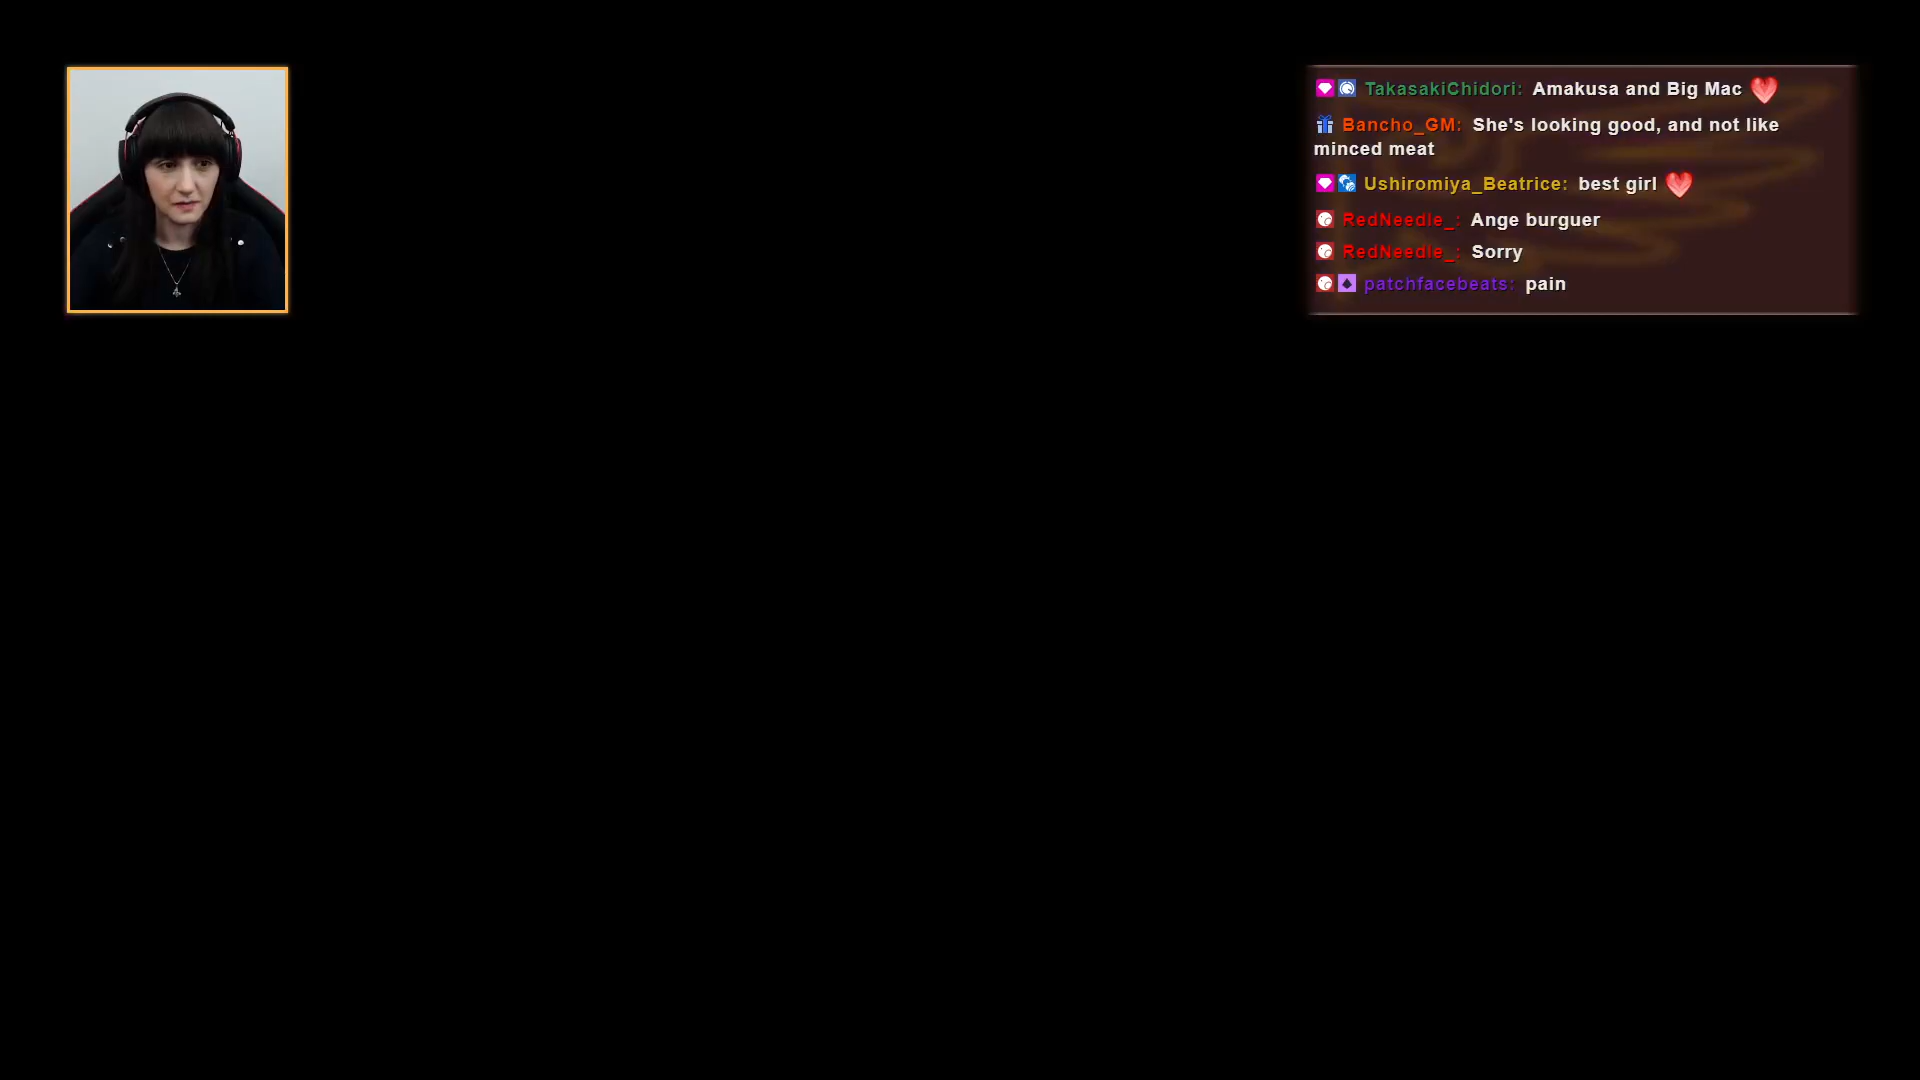 TakasakiChidori: Amakusa and Big Mac
Bancho_GM: She's looking good, and not like
minced meat
Ushiromiya_Beatrice: best girl
RedNeedle_: Ange burguer
RedNeedle_: Sorry
patchfacebeats: pain